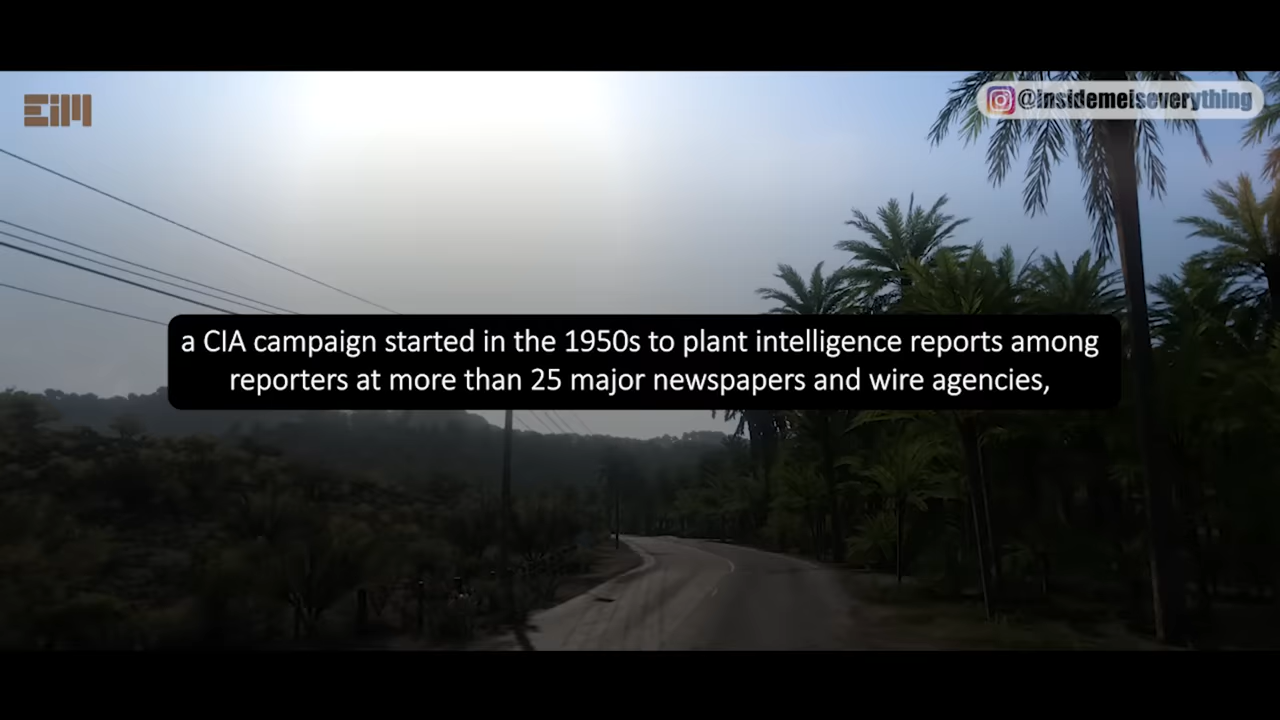 EiM
@insidemeiseverything
a CIA campaign started in the 1950s to plant intelligence reports among
reporters at more than 25 major newspapers and wire agencies,